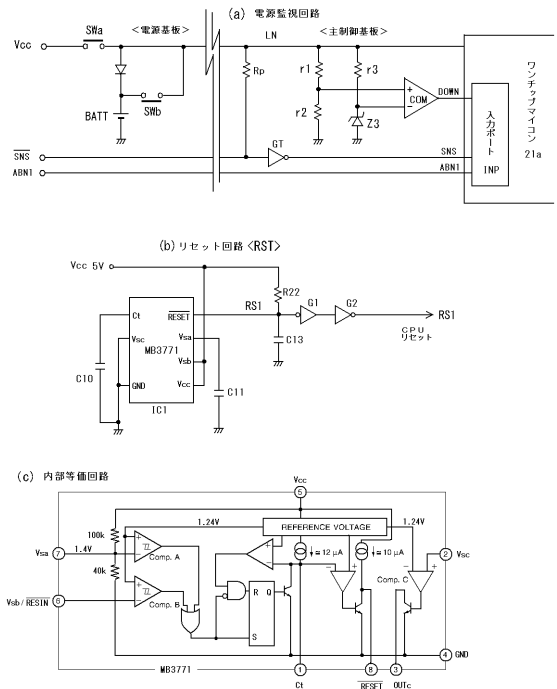 (a) 電源監視回路
Vcc
SWa
<電源基板>
LN
<主制御基板>
BATT
SWb
Rp
r1
r3
r2
Z3
+
−
COM
DOWN
ワンチップマイコン
21a
入力ポート
INP
SNS
GT
SNS
ABN1
ABN1
(b) リセット回路<RST>
Vcc 5V
R22
Ct
RESET
RS1
G1
G2
RS1
CPU
リセット
Vsc
Vsa
MB3771
Vsb
C13
C10
GND
Vcc
C11
IC1
(c) 内部等価回路
Vcc
5
100k
1.24V
REFERENCE VOLTAGE
1.24V
Vsa
7
1.4V
+
−
Comp. A
≃12 μA
≃10 μA
2
Vsc
40k
+
−
Comp. B
+
−
−
+
Comp. C
−
+
Vsb/RESIN
6
R
Q
S
4
GND
MB3771
1
8
3
Ct
RESET
OUTc